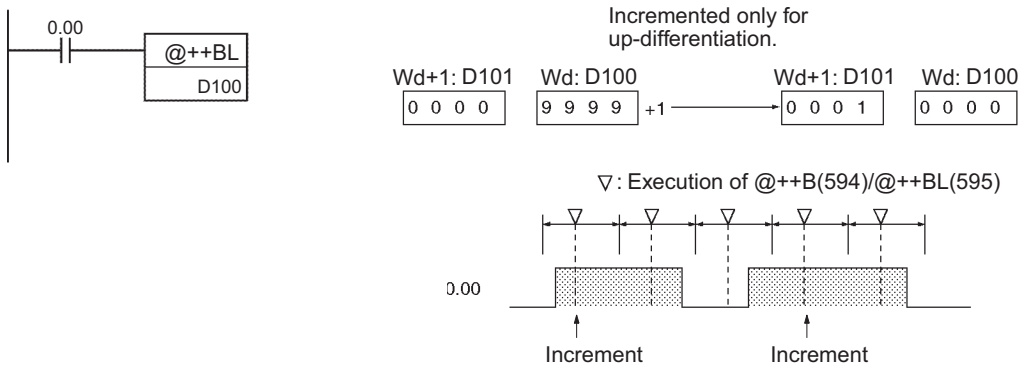 0.00
@++BL
D100
Incremented only for
up-differentiation.
Wd+1: D101 Wd: D100 Wd+1: D101 Wd: D100
0 0 0 0 9 9 9 9 +1 0 0 0 1 0 0 0 0
▽: Execution of @++B(594)/@++BL(595)
0.00
Increment Increment